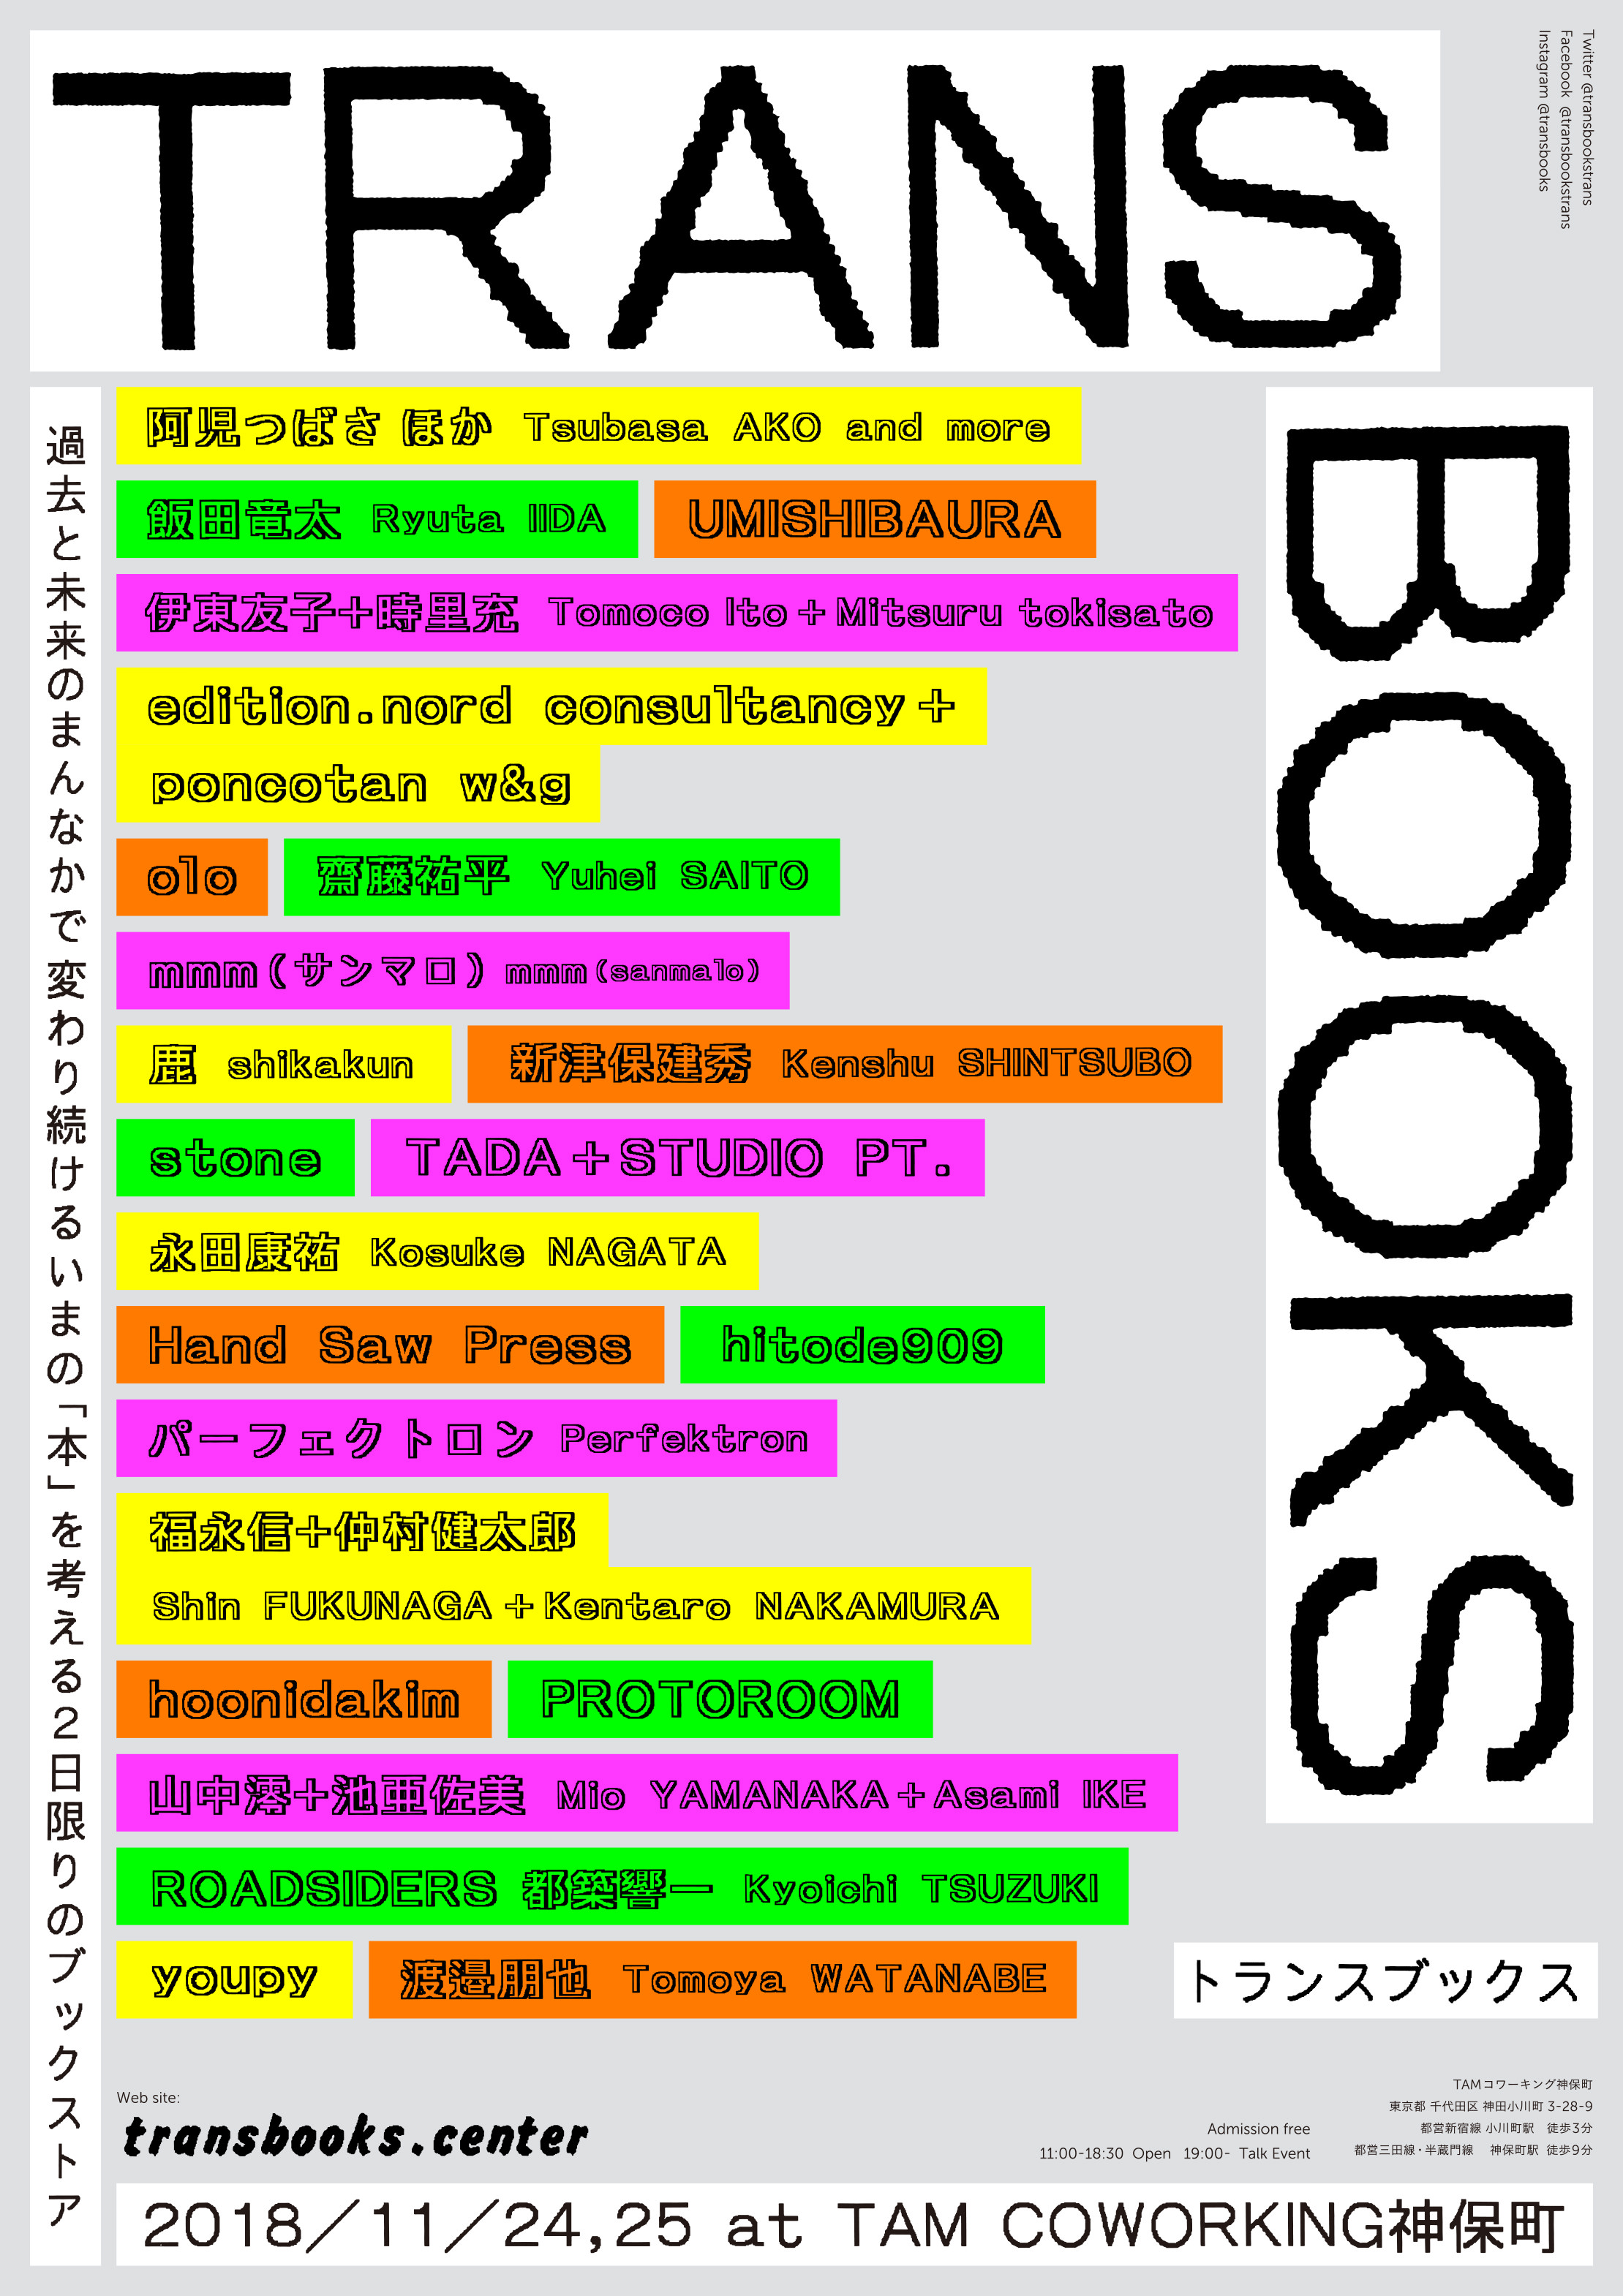 TRANS
BOOKS
Twitter @transbookstrans
Facebook @transbookstrans
Instagram @transbooks
過去と未来のまんなかで変わり続けるいまの「本」を考える2日限りのブックストア
阿児つばさ ほか Tsubasa AKO and more
飯田竜太 Ryuta IIDA
UMISHIBAURA
伊東友子+時里充 Tomoco Ito+Mitsuru tokisato
edition.nord consultancy+
poncotan w&g
olo
齋藤祐平 Yuhei SAITO
mmm(サンマロ) mmm(sanmalo)
鹿 shikakun
新津保建秀 Kenshu SHINTSUBO
stone
TADA+STUDIO PT.
永田康祐 Kosuke NAGATA
Hand Saw Press
hitode909
パーフェクトロン Perfektron
福永信+仲村健太郎
Shin FUKUNAGA+Kentaro NAKAMURA
hoonidakim
PROTOROOM
山中澪+池亜佐美 Mio YAMANAKA+Asami IKE
ROADSIDERS 都築響一 Kyoichi TSUZUKI
youpy
渡邉朋也 Tomoya WATANABE
トランスブックス
Web site:
transbooks.center
Admission free
11:00-18:30 Open 19:00- Talk Event
TAMコワーキング神保町
東京都 千代田区 神田小川町 3-28-9
都営新宿線 小川町駅 徒歩3分
都営三田線・半蔵門線 神保町駅 徒歩9分
2018/11/24,25 at TAM COWORKING神保町